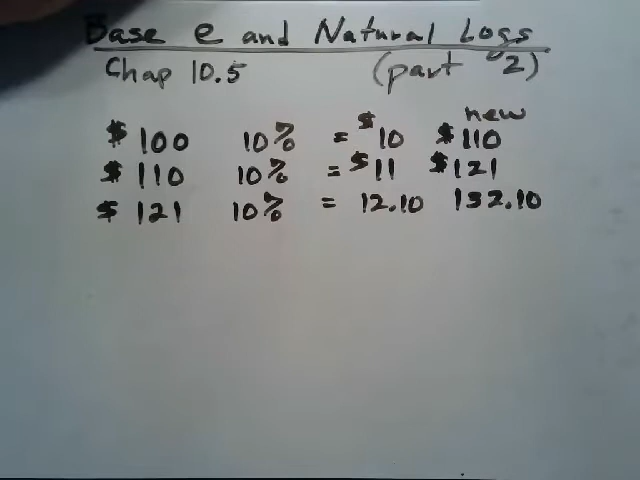 Base e and Natural Logs
Chap 10.5 (part #2)
new
$ 100 10% = $10 $110
$ 110 10% = $11 $121
$ 121 10% = 12.10 132.10